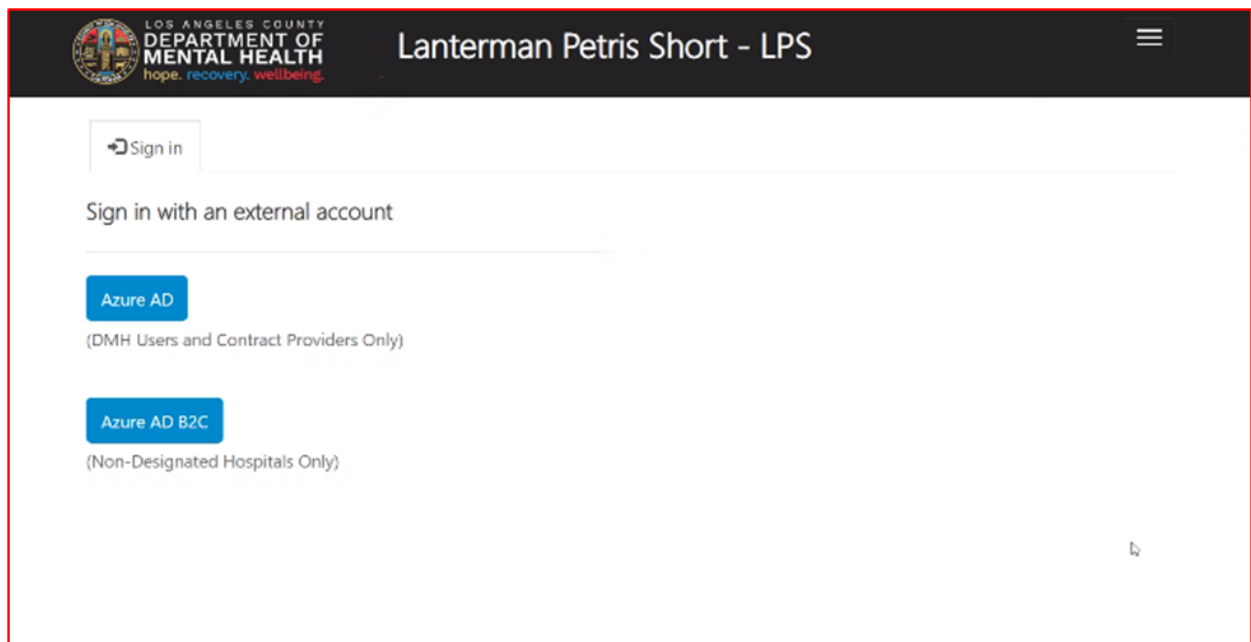 LOS ANGELES COUNTY
DEPARTMENT OF
MENTAL HEALTH
hope. recovery. wellbeing.
Lanterman Petris Short - LPS
Sign in
Sign in with an external account
Azure AD
(DMH Users and Contract Providers Only)
Azure AD B2C
(Non-Designated Hospitals Only)